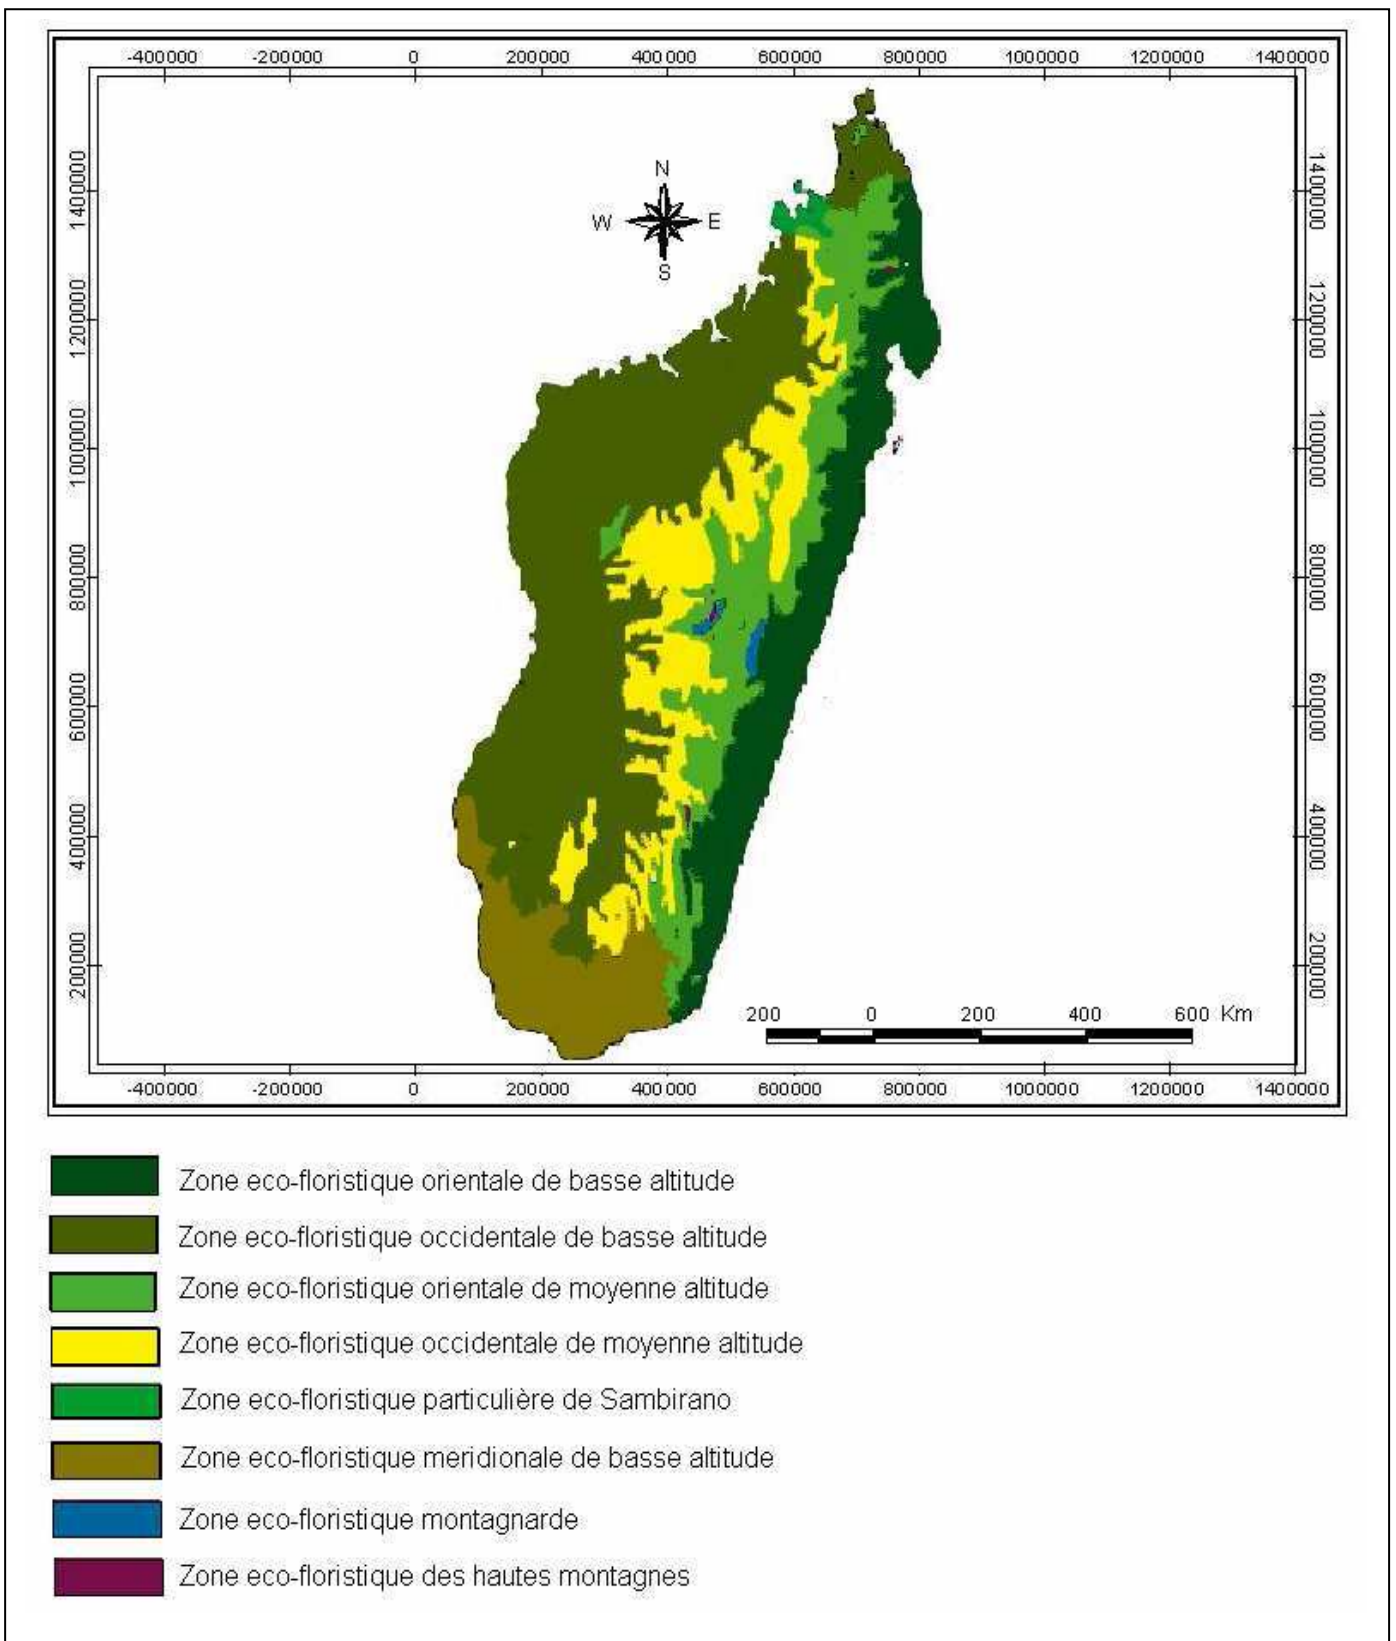 -400000 -200000 0 200000 400000 600000 800000 1000000 1200000 1400000
1400000
1200000
1000000
800000
600000
400000
200000
N
W E
S
1400000
1200000
1000000
800000
600000
400000
200000
200 0 200 400 600 Km
-400000 -200000 0 200000 400000 600000 800000 1000000 1200000 1400000
Zone eco-floristique orientale de basse altitude
Zone eco-floristique occidentale de basse altitude
Zone eco-floristique orientale de moyenne altitude
Zone eco-floristique occidentale de moyenne altitude
Zone eco-floristique particulière de Sambirano
Zone eco-floristique meridionale de basse altitude
Zone eco-floristique montagnarde
Zone eco-floristique des hautes montagnes